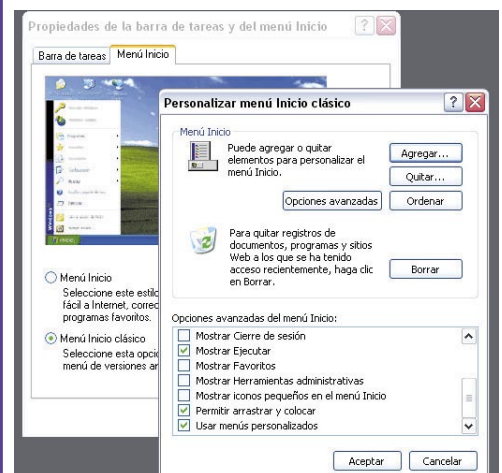 Propiedades de la barra de tareas y del menú Inicio
Barra de tareas
Menú Inicio
Menú Inicio
Seleccione este estilo
fácil a Internet, correo
programas favoritos.
Menú Inicio clásico
Seleccione esta opció
menú de versiones an
Personalizar menú Inicio clásico
Menú Inicio
Puede agregar o quitar
elementos para personalizar el
menú Inicio.
Agregar...
Quitar...
Opciones avanzadas
Ordenar
Para quitar registros de
documentos, programas y sitios
Web a los que se ha tenido
acceso recientemente, haga clic
en Borrar.
Borrar
Opciones avanzadas del menú Inicio:
Mostrar Cierre de sesión
Mostrar Ejecutar
Mostrar Favoritos
Mostrar Herramientas administrativas
Mostrar iconos pequeños en el menú Inicio
Permitir arrastrar y colocar
Usar menús personalizados
Aceptar
Cancelar